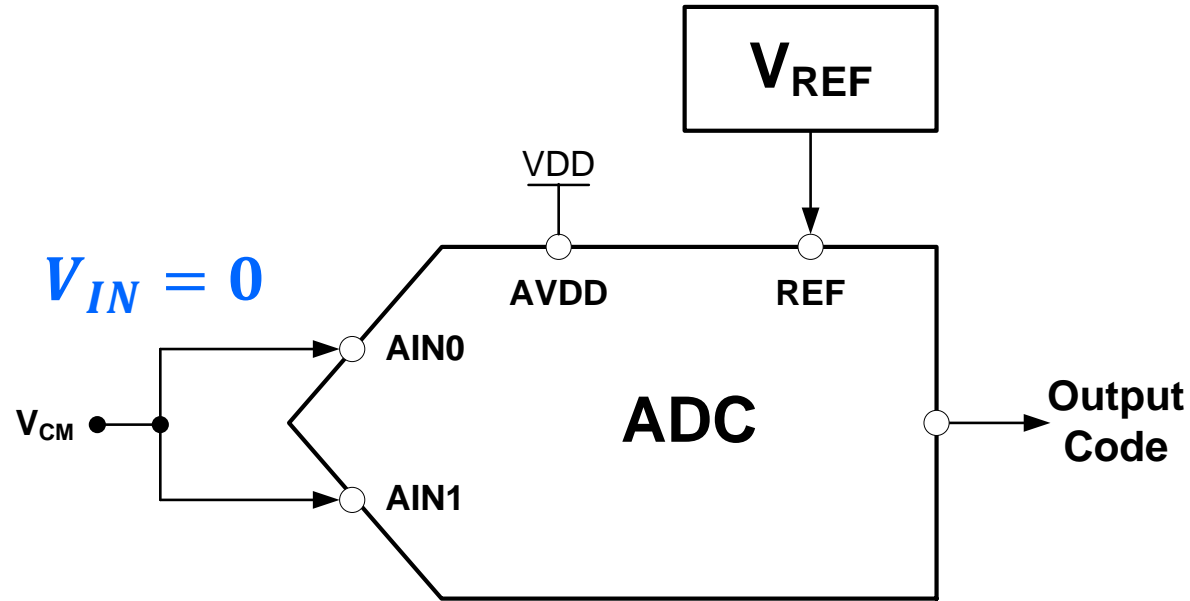 VREF
VDD
VIN = 0
AVDD
REF
AIN0
VCM
ADC
Output
Code
AIN1